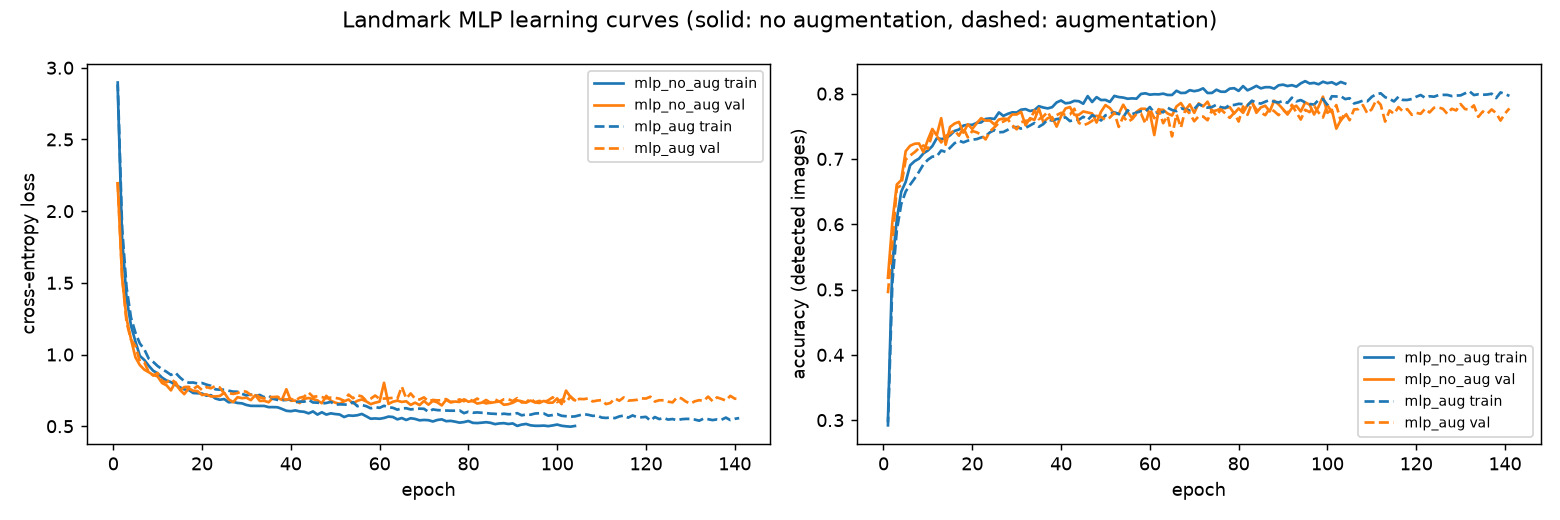 Landmark MLP learning curves (solid: no augmentation, dashed: augmentation)
cross-entropy loss
3.0
2.5
2.0
1.5
1.0
0.5
0 20 40 60 80 100 120 140
epoch
mlp_no_aug train
mlp_no_aug val
mlp_aug train
mlp_aug val
accuracy (detected images)
0.8
0.7
0.6
0.5
0.4
0.3
0 20 40 60 80 100 120 140
epoch
mlp_no_aug train
mlp_no_aug val
mlp_aug train
mlp_aug val